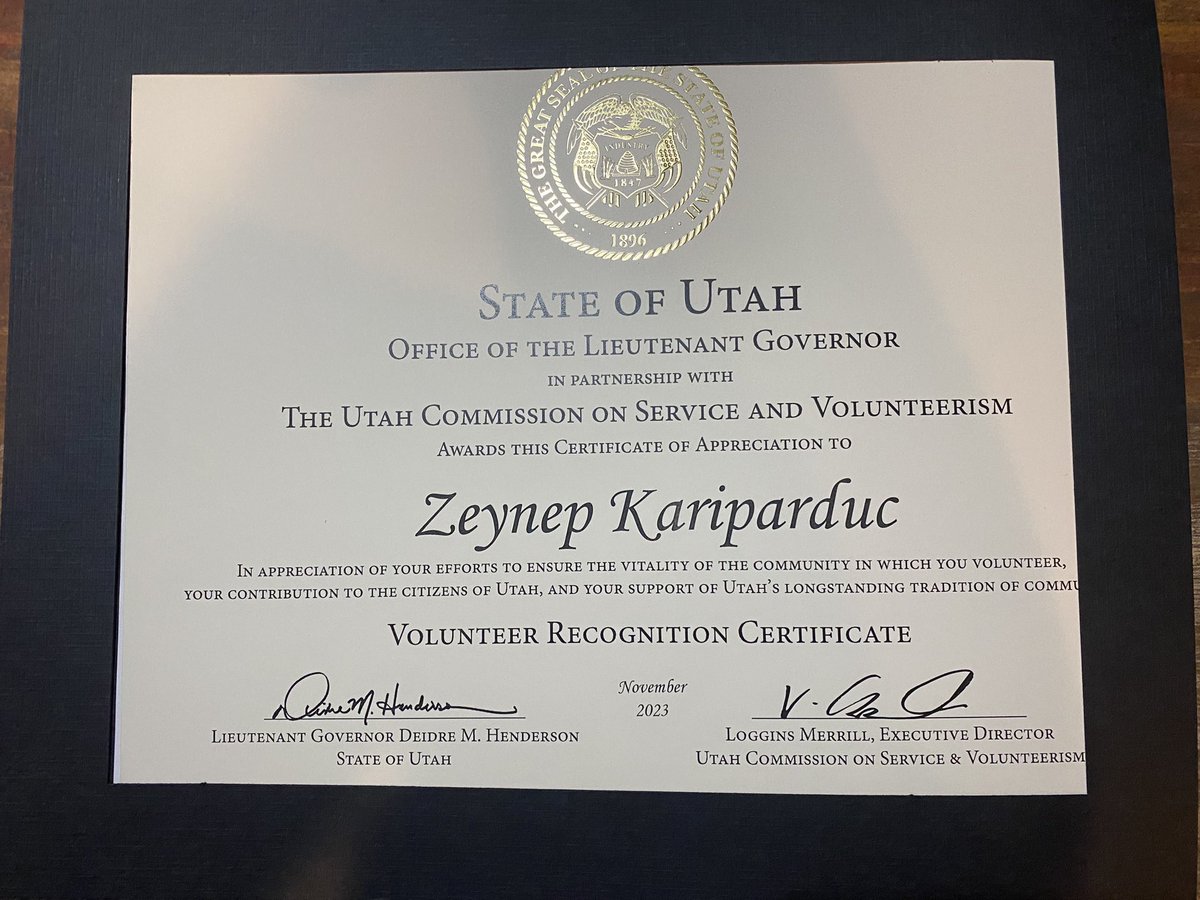 THE GREAT SEAL OF THE STATE OF UTAH
INDUSTRY
1847
1896
STATE OF UTAH
OFFICE OF THE LIEUTENANT GOVERNOR
IN PARTNERSHIP WITH
THE UTAH COMMISSION ON SERVICE AND VOLUNTEERISM
AWARDS THIS CERTIFICATE OF APPRECIATION TO
Zeynep Kariparduc
IN APPRECIATION OF YOUR EFFORTS TO ENSURE THE VITALITY OF THE COMMUNITY IN WHICH YOU VOLUNTEER,
YOUR CONTRIBUTION TO THE CITIZENS OF UTAH, AND YOUR SUPPORT OF UTAH'S LONGSTANDING TRADITION OF COMMU
VOLUNTEER RECOGNITION CERTIFICATE
Deidre M. Henderson
November
2023
LIEUTENANT GOVERNOR DEIDRE M. HENDERSON
STATE OF UTAH
LOGGINS MERRILL, EXECUTIVE DIRECTOR
UTAH COMMISSION ON SERVICE & VOLUNTEERISM